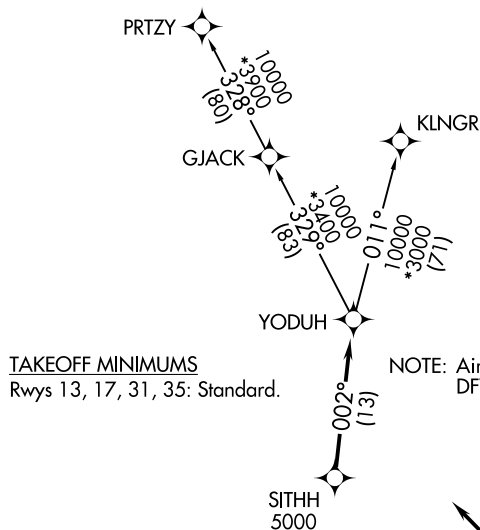 PRTZY
10000
*3900
328°
(80)
GJACK
KLNGR
10000
*3400
329°
(83)
011°
10000
*3000
(71)
YODUH
TAKEOFF MINIMUMS
Rwys 13, 17, 31, 35: Standard.
NOTE: Air
DF
002°
(13)
SITHH
5000